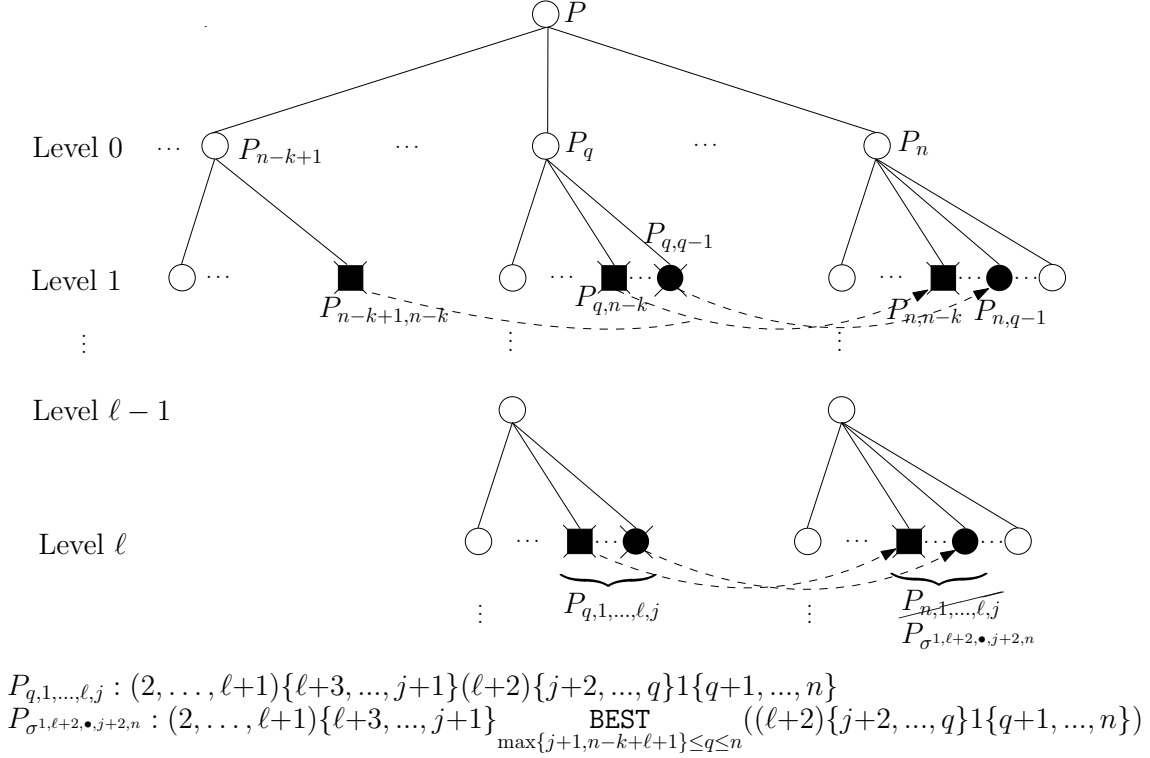 P
Level 0 ··· P_{n−k+1} ··· P_q ··· P_n
P_{q,q−1}
Level 1 ··· ··· ··· ··· ··· ···
P_{n−k+1,n−k} P_{q,n−k} P_{n,n−k} P_{n,q−1}
⋮ ⋮ ⋮
Level ℓ − 1
Level ℓ ··· ··· ··· ··· ···
P_{q,1,...,ℓ,j} P_{n,1,...,ℓ,j}
⋮ ⋮ P_{σ^{1,ℓ+2,•,j+2,n}}
P_{q,1,...,ℓ,j} : (2, . . . , ℓ+1){ℓ+3, ..., j+1}(ℓ+2){j+2, ..., q}1{q+1, ..., n}
P_{σ^{1,ℓ+2,•,j+2,n}} : (2, . . . , ℓ+1){ℓ+3, ..., j+1} BEST ((ℓ+2){j+2, ..., q}1{q+1, ..., n})
max{j+1,n−k+ℓ+1}≤q≤n